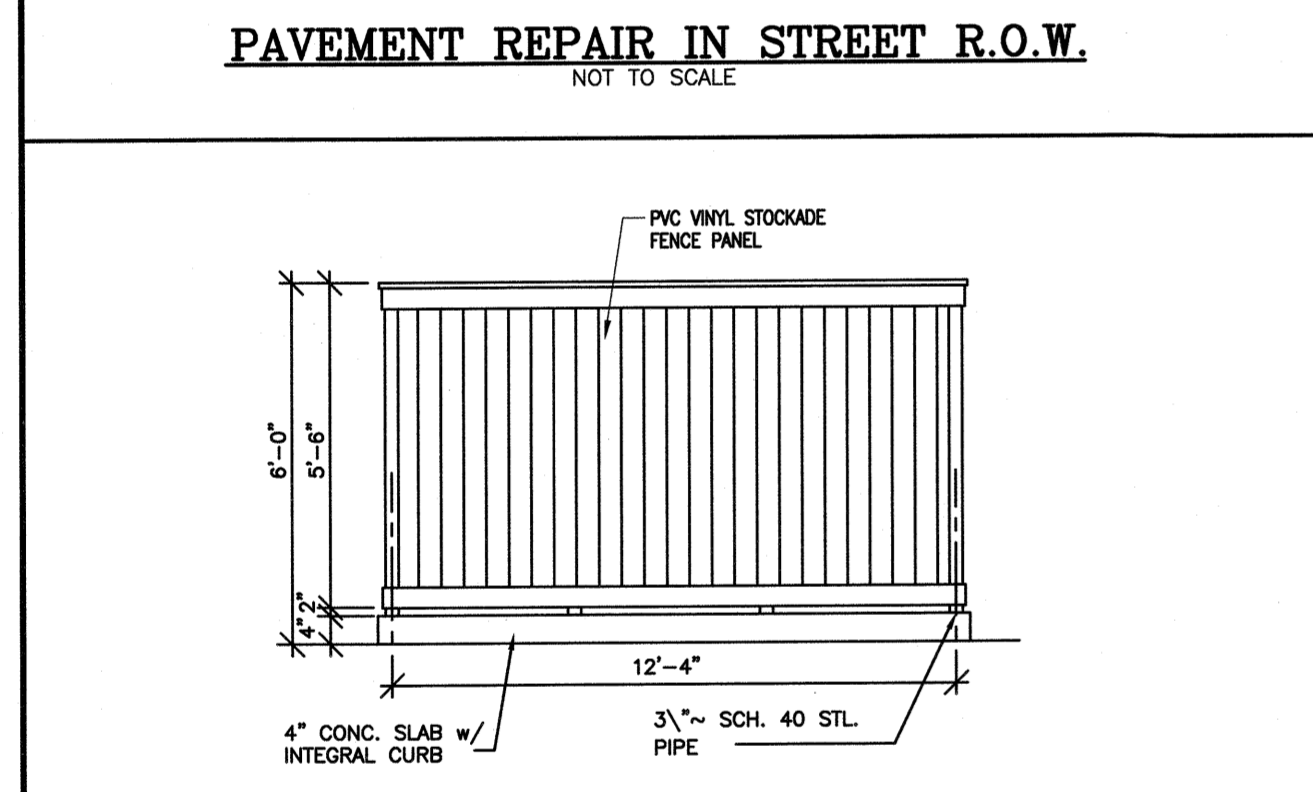 PAVEMENT REPAIR IN STREET R.O.W.
NOT TO SCALE
PVC VINYL STOCKADE
FENCE PANEL
6'-0"
5'-6"
2"
4"
12'-4"
4" CONC. SLAB w/
INTEGRAL CURB
3\"~ SCH. 40 STL.
PIPE